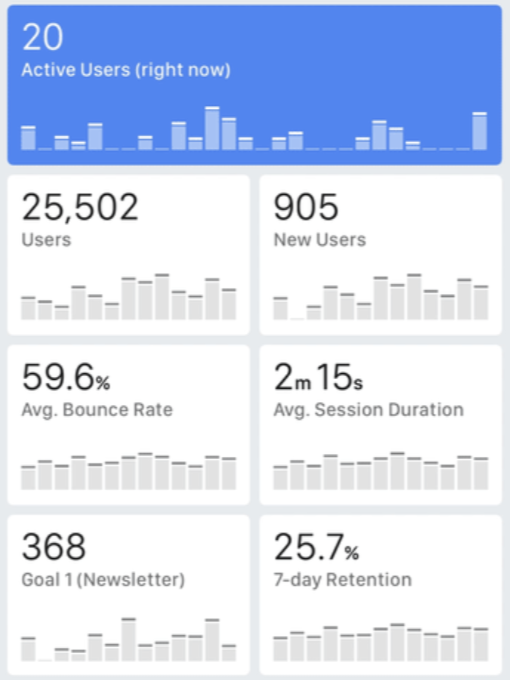 20
Active Users (right now)
25,502
Users
905
New Users
59.6%
Avg. Bounce Rate
2m 15s
Avg. Session Duration
368
Goal 1 (Newsletter)
25.7%
7-day Retention